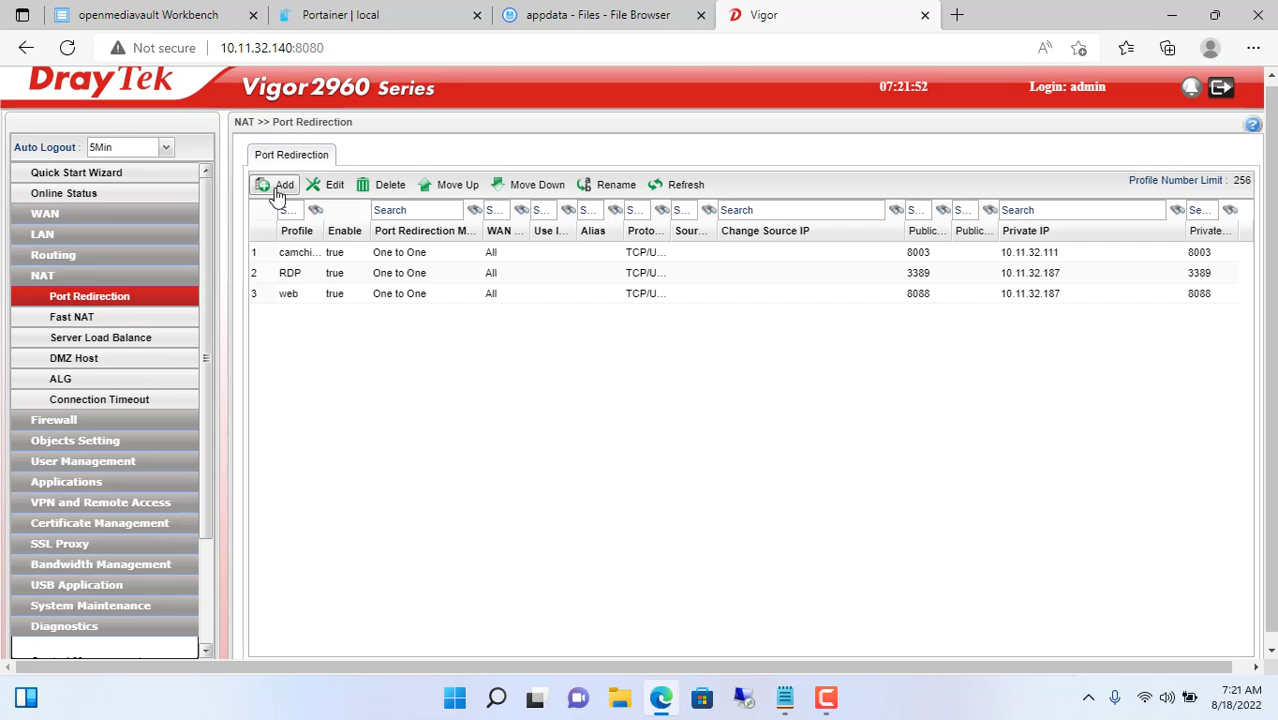 openmediavault Workbench
Portainer | local
appdata - Files - File Browser
Vigor
Not secure
10.11.32.140:8080
DrayTek
Vigor2960 Series
07:21:52
Login: admin
Auto Logout :
5Min
Quick Start Wizard
Online Status
WAN
LAN
Routing
NAT
Port Redirection
Fast NAT
Server Load Balance
DMZ Host
ALG
Connection Timeout
Firewall
Objects Setting
User Management
Applications
VPN and Remote Access
Certificate Management
SSL Proxy
Bandwidth Management
USB Application
System Maintenance
Diagnostics
NAT >> Port Redirection
Port Redirection
Add Edit Delete Move Up Move Down Rename Refresh
Profile Number Limit : 256
S... Search S... S... S... S... S... Search S... S... Search Se...
Profile Enable Port Redirection M... WAN ... Use I... Alias Proto... Sour... Change Source IP Public... Public... Private IP Private...
1 camchi... true One to One All TCP/U... 8003 10.11.32.111 8003
2 RDP true One to One All TCP/U... 3389 10.11.32.187 3389
3 web true One to One All TCP/U... 8088 10.11.32.187 8088
7:21 AM
8/18/2022